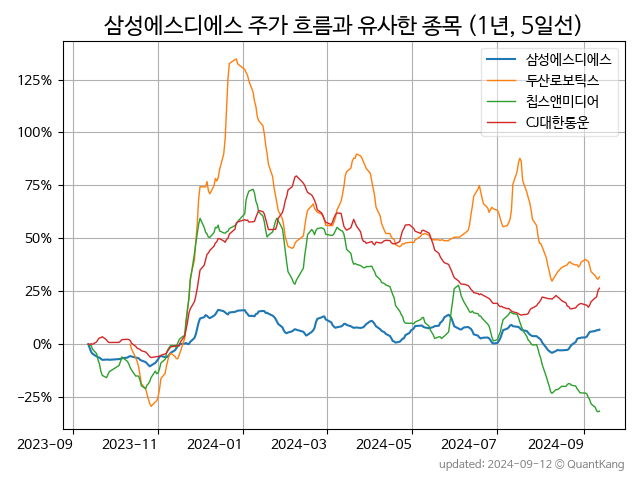 삼성에스디에스 주가 흐름과 유사한 종목 (1년, 5일선)
삼성에스디에스
두산로보틱스
칩스앤미디어
CJ대한통운
125%
100%
75%
50%
25%
0%
−25%
2023-09
2023-11
2024-01
2024-03
2024-05
2024-07
2024-09
updated: 2024-09-12 © QuantKang